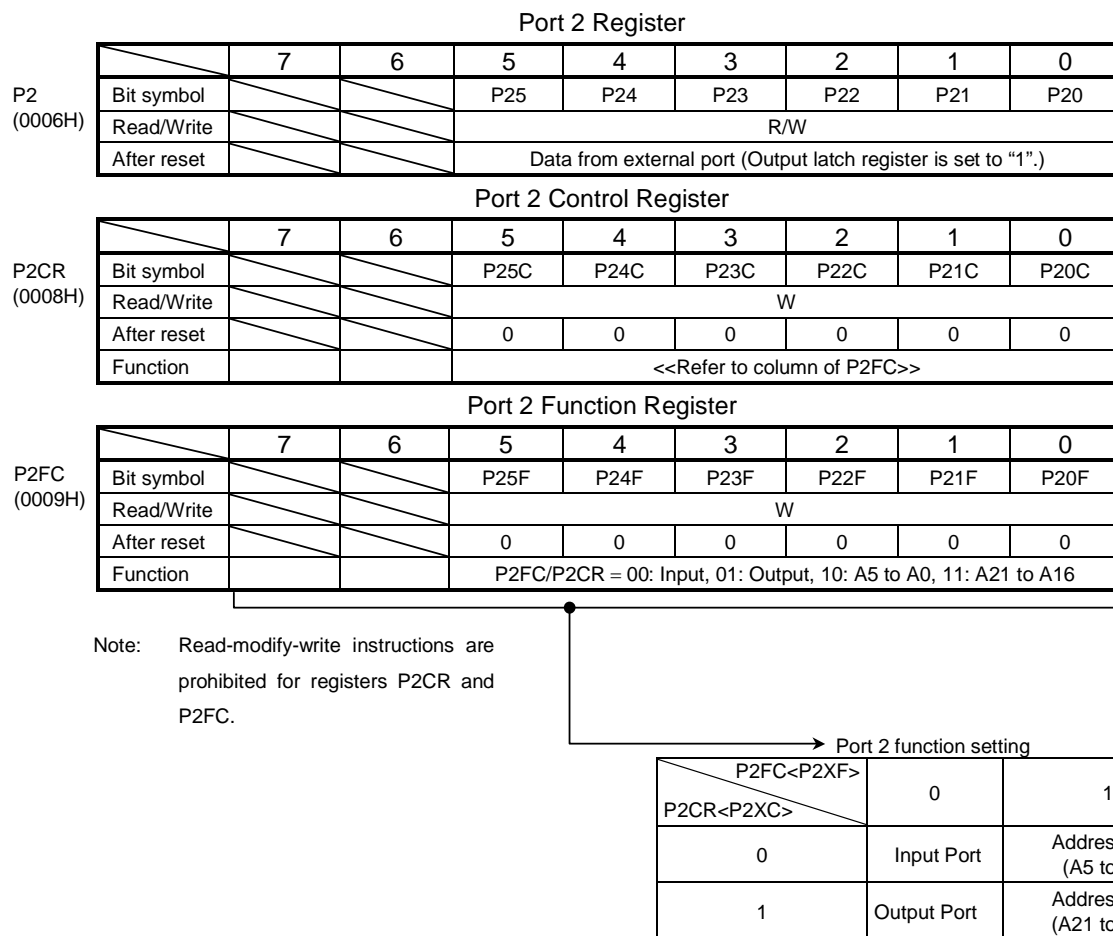 Port 2 Register
7 6 5 4 3 2 1 0
P2
(0006H)
Bit symbol P25 P24 P23 P22 P21 P20
Read/Write R/W
After reset Data from external port (Output latch register is set to “1”.)
Port 2 Control Register
7 6 5 4 3 2 1 0
P2CR
(0008H)
Bit symbol P25C P24C P23C P22C P21C P20C
Read/Write W
After reset 0 0 0 0 0 0
Function <<Refer to column of P2FC>>
Port 2 Function Register
7 6 5 4 3 2 1 0
P2FC
(0009H)
Bit symbol P25F P24F P23F P22F P21F P20F
Read/Write W
After reset 0 0 0 0 0 0
Function P2FC/P2CR = 00: Input, 01: Output, 10: A5 to A0, 11: A21 to A16
Note: Read-modify-write instructions are
prohibited for registers P2CR and
P2FC.
Port 2 function setting
P2FC<P2XF> 0 1
P2CR<P2XC>
0 Input Port
(A5
1 Output Port
(A21